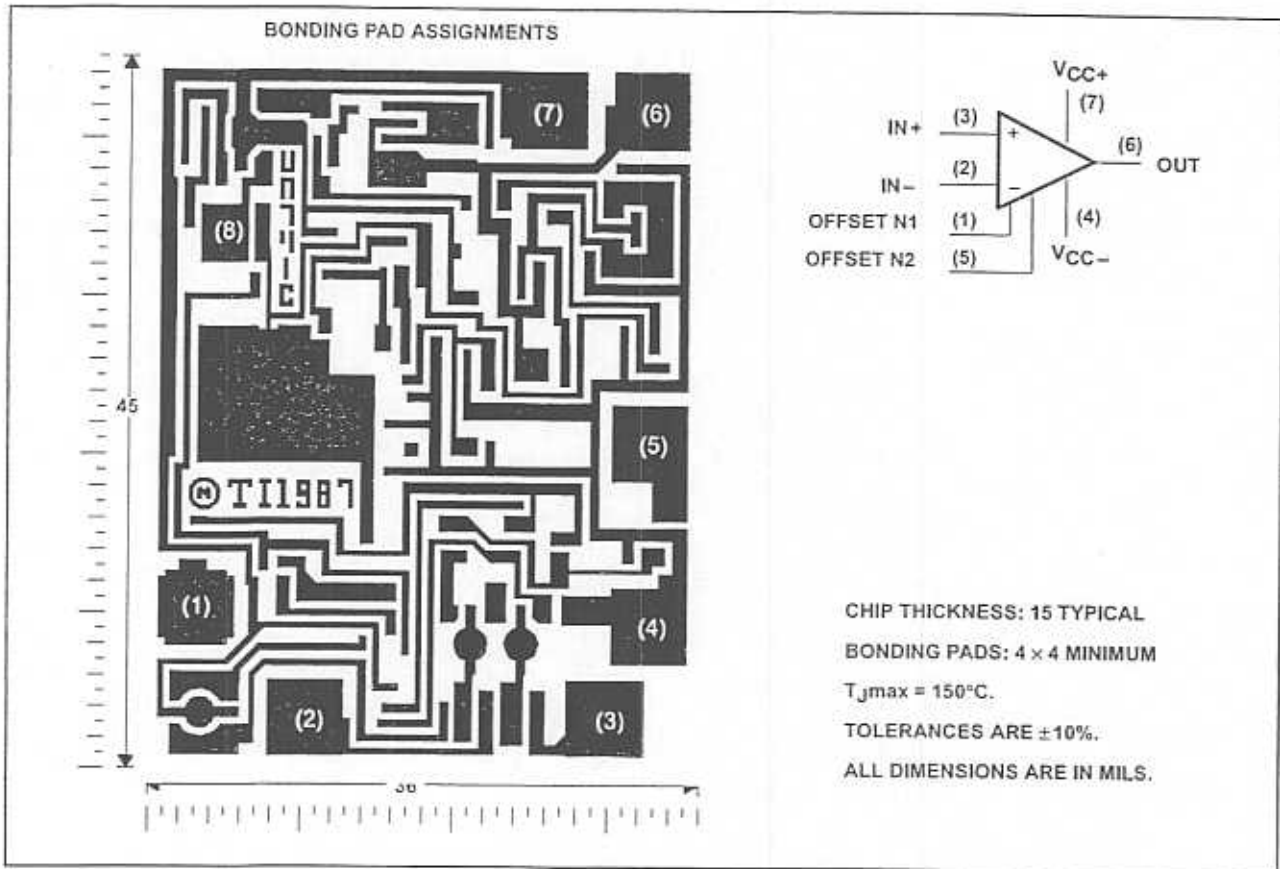 BONDING PAD ASSIGNMENTS
(7)
(6)
(8)
45
(5)
Ⓜ TI1987
(1)
(4)
(2)
(3)
VCC+
(7)
IN+ (3) +
(6) OUT
IN− (2) −
OFFSET N1 (1)
(4)
VCC−
OFFSET N2 (5)
CHIP THICKNESS: 15 TYPICAL
BONDING PADS: 4 × 4 MINIMUM
TJmax = 150°C.
TOLERANCES ARE ±10%.
ALL DIMENSIONS ARE IN MILS.